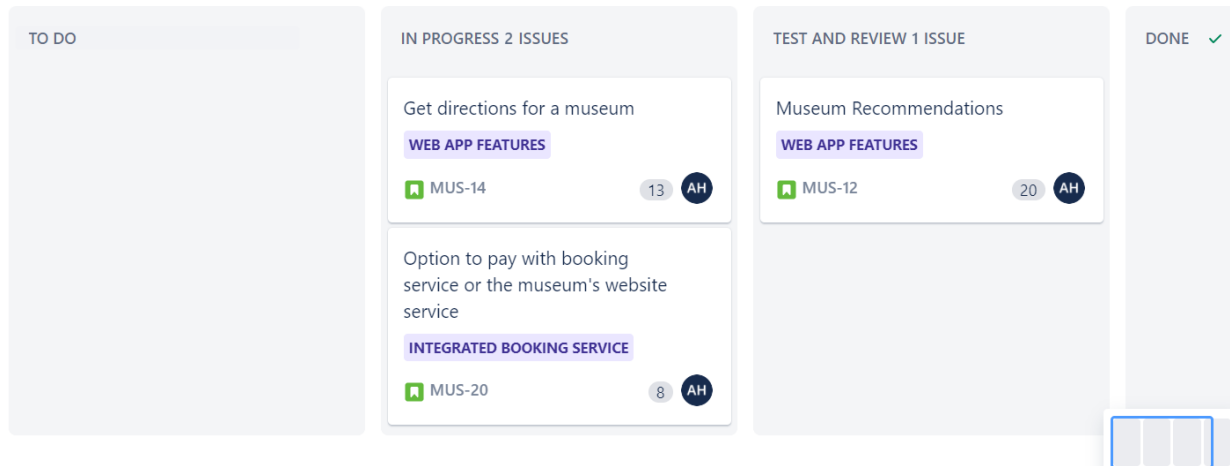 TO DO
IN PROGRESS 2 ISSUES
Get directions for a museum
WEB APP FEATURES
MUS-14
13
AH
Option to pay with booking
service or the museum's website
service
INTEGRATED BOOKING SERVICE
MUS-20
8
AH
TEST AND REVIEW 1 ISSUE
Museum Recommendations
WEB APP FEATURES
MUS-12
20
AH
DONE